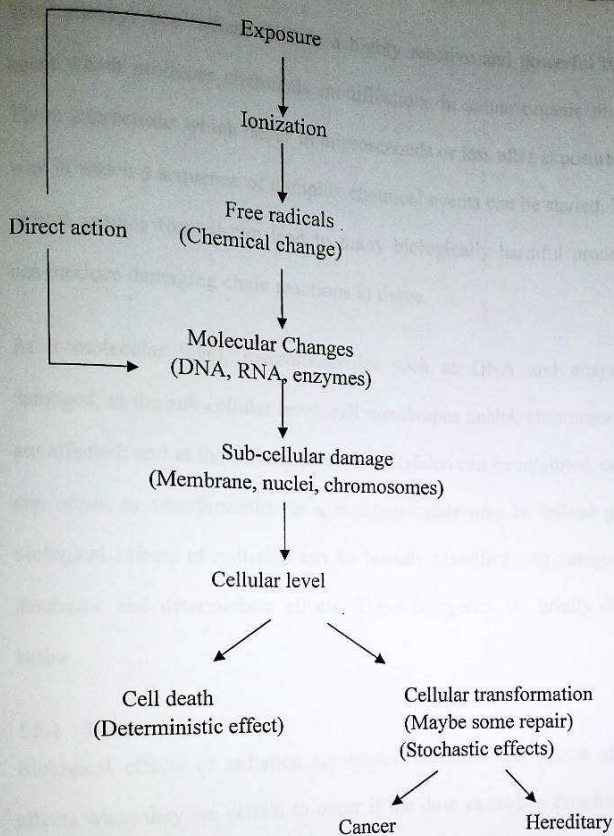 Exposure
Ionization
Free radicals
(Chemical change)
Direct action
Molecular Changes
(DNA, RNA, enzymes)
Sub-cellular damage
(Membrane, nuclei, chromosomes)
Cellular level
Cell death
(Deterministic effect)
Cellular transformation
(Maybe some repair)
(Stochastic effects)
Cancer
Hereditary